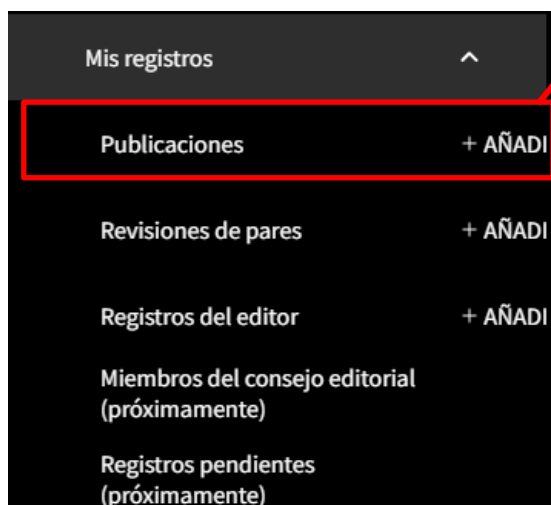 Mis registros
Publicaciones + AÑADI
Revisiones de pares + AÑADI
Registros del editor + AÑADI
Miembros del consejo editorial
(próximamente)
Registros pendientes
(próximamente)